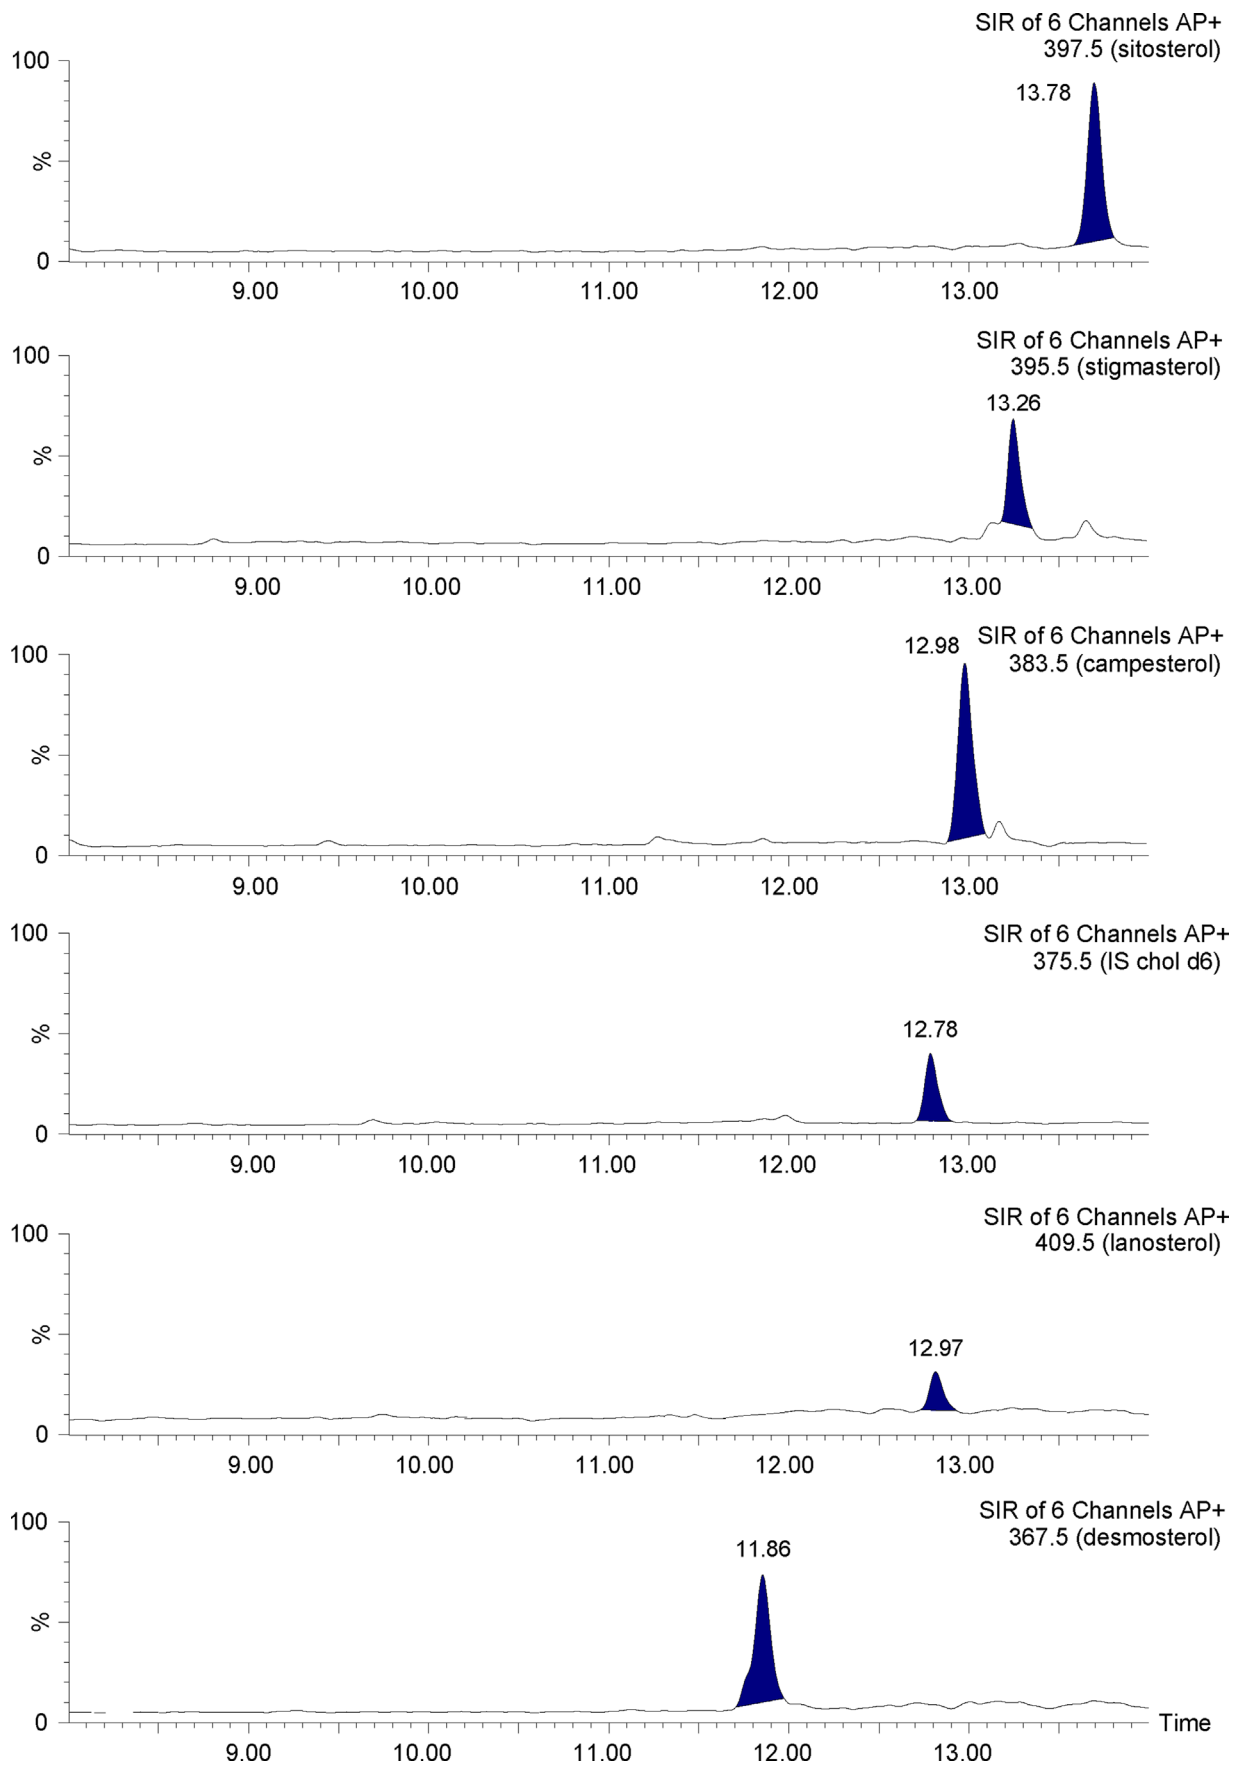 SIR of 6 Channels AP+
397.5 (sitosterol)
100
13.78
%
0
9.00 10.00 11.00 12.00 13.00
SIR of 6 Channels AP+
100
395.5 (stigmasterol)
13.26
%
0
9.00 10.00 11.00 12.00 13.00
12.98 SIR of 6 Channels AP+
100
383.5 (campesterol)
%
0
9.00 10.00 11.00 12.00 13.00
100 SIR of 6 Channels AP+
375.5 (IS chol d6)
12.78
%
0
9.00 10.00 11.00 12.00 13.00
SIR of 6 Channels AP+
100
409.5 (lanosterol)
%
12.97
0
9.00 10.00 11.00 12.00 13.00
SIR of 6 Channels AP+
100
367.5 (desmosterol)
11.86
%
0
Time
9.00 10.00 11.00 12.00 13.00